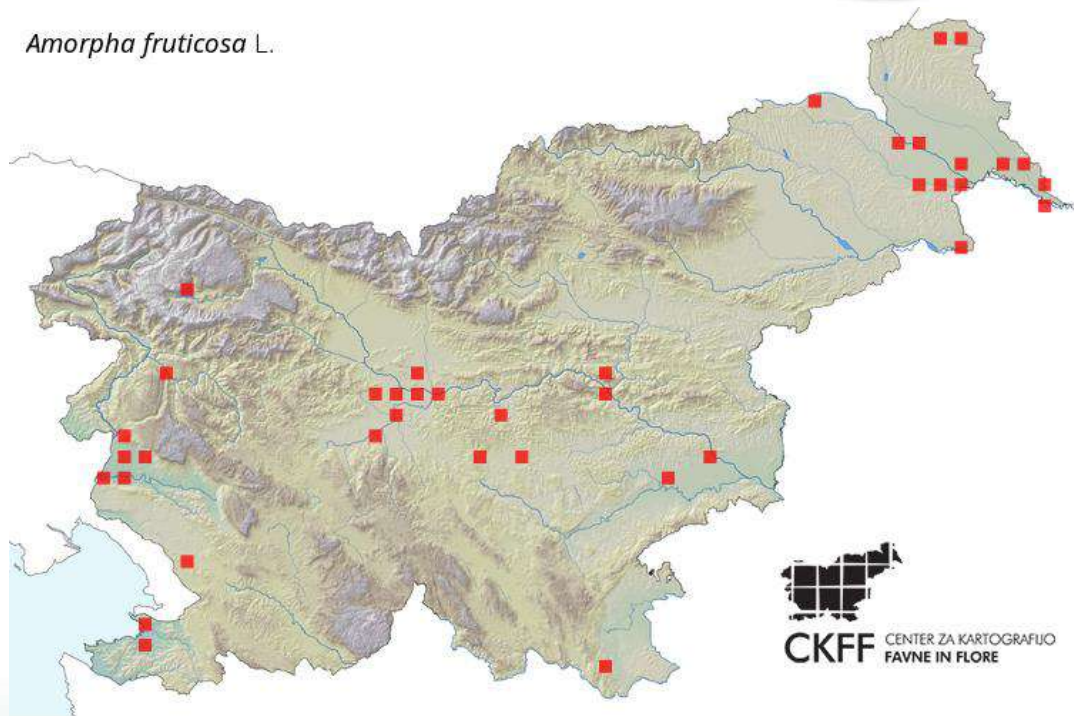 Amorpha fruticosa L.
CKFF
CENTER ZA KARTOGRAFIJO
FAVNE IN FLORE